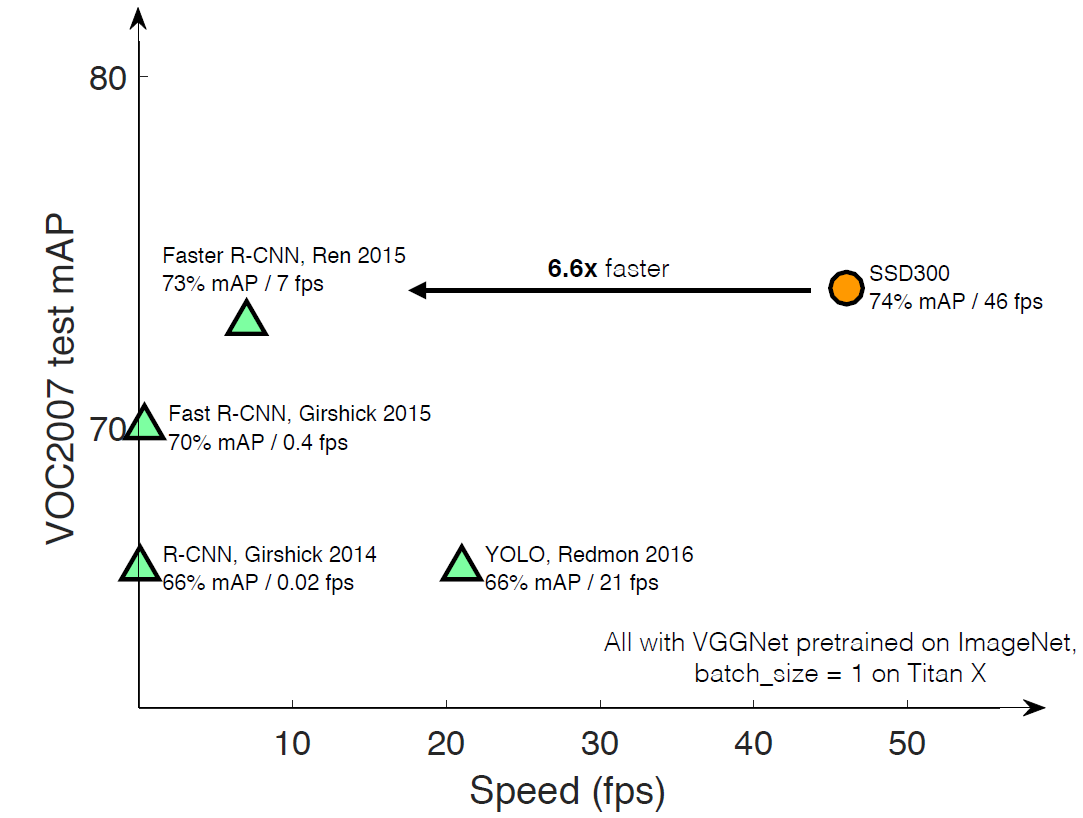 80
70
VOC2007 test mAP
Faster R-CNN, Ren 2015
73% mAP / 7 fps
6.6x faster
SSD300
74% mAP / 46 fps
Fast R-CNN, Girshick 2015
70% mAP / 0.4 fps
R-CNN, Girshick 2014
66% mAP / 0.02 fps
YOLO, Redmon 2016
66% mAP / 21 fps
All with VGGNet pretrained on ImageNet,
batch_size = 1 on Titan X
10 20 30 40 50
Speed (fps)